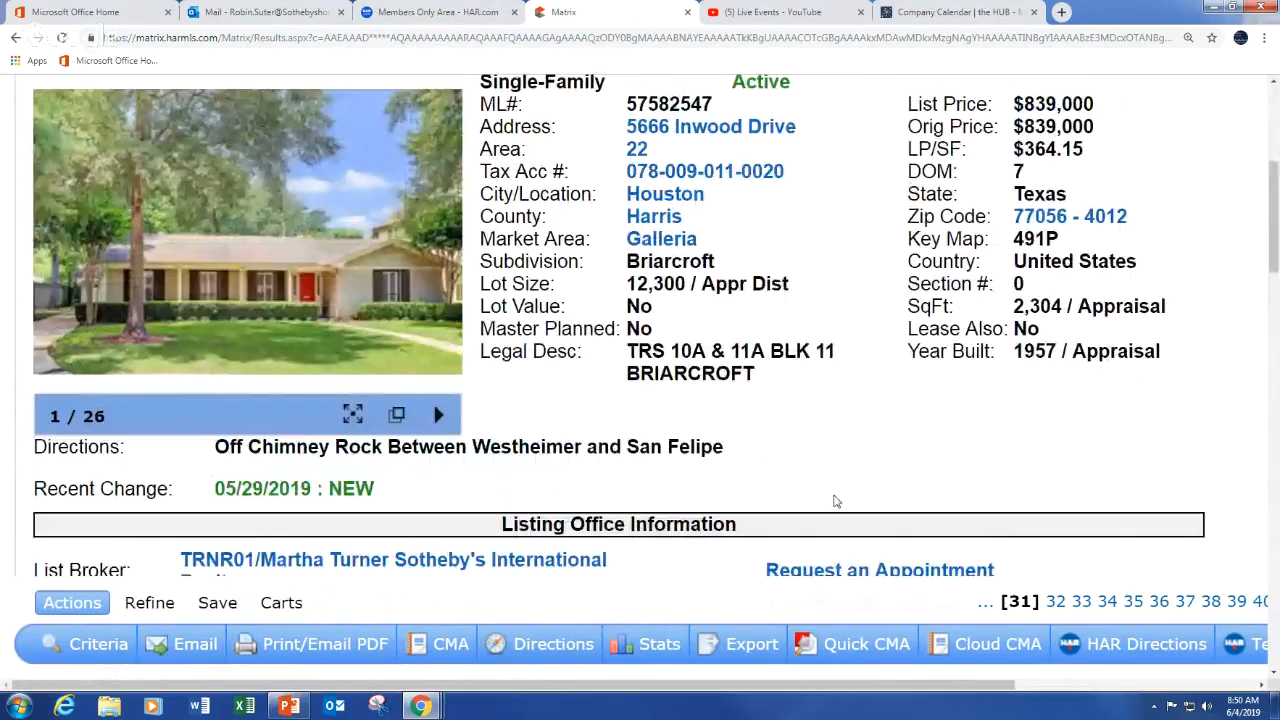 Microsoft Office Home
Mail - Robin.Suter@Sothebyshor
Members Only Area - HAR.com
Matrix
(5) Live Events - YouTube
Company Calendar | the HUB -
ttps://matrix.harmls.com/Matrix/Results.aspx?c=
Apps
Microsoft Office Ho...
Single-Family
Active
ML#: 57582547
List Price: $839,000
Address: 5666 Inwood Drive
Orig Price: $839,000
Area: 22
LP/SF: $364.15
Tax Acc #: 078-009-011-0020
DOM: 7
City/Location: Houston
State: Texas
County: Harris
Zip Code: 77056 - 4012
Market Area: Galleria
Key Map: 491P
Subdivision: Briarcroft
Country: United States
Lot Size: 12,300 / Appr Dist
Section #: 0
Lot Value: No
SqFt: 2,304 / Appraisal
Master Planned: No
Lease Also: No
Legal Desc: TRS 10A & 11A BLK 11
Year Built: 1957 / Appraisal
BRIARCROFT
1 / 26
Directions: Off Chimney Rock Between Westheimer and San Felipe
Recent Change: 05/29/2019 : NEW
Listing Office Information
List Broker: TRNR01/Martha Turner Sotheby's International
Request an Appointment
Actions Refine Save Carts
... [31] 32 33 34 35 36 37 38 39 40
Criteria Email Print/Email PDF CMA Directions Stats Export Quick CMA Cloud CMA HAR Directions
8:50 AM
6/4/2019